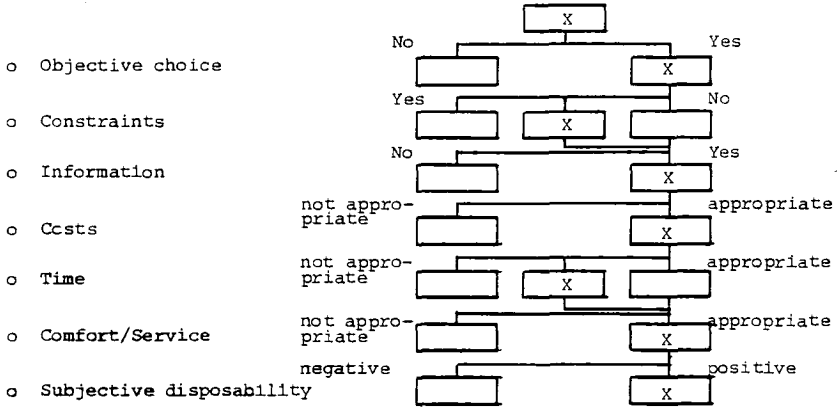 X
No Yes
o Objective choice X
Yes No
o Constraints X
No Yes
o Information X
not appro-
priate appropriate
o Ccsts X
not appro-
priate appropriate
o Time X
not appro-
priate appropriate
o Comfort/Service X
negative positive
o Subjective disposability X